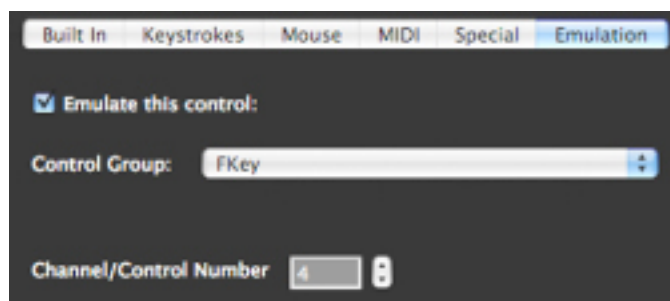 Built In Keystrokes Mouse MIDI Special Emulation
Emulate this control:
Control Group: FKey
Channel/Control Number 4